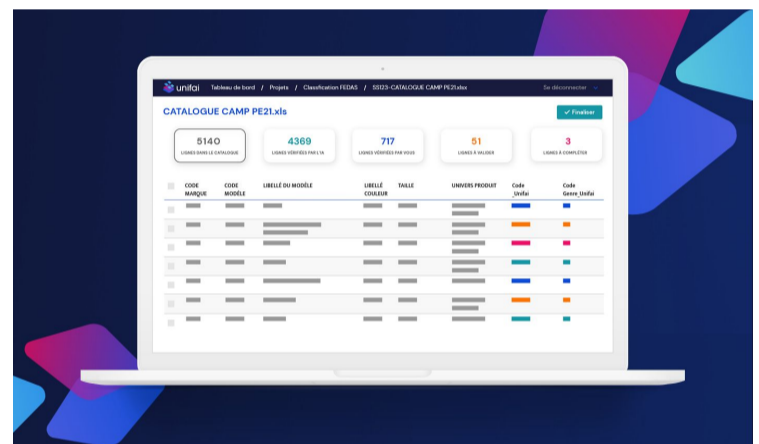 unifai Tableau de bord / Projets / Classification FEDAS / SS123-CATALOGUE CAMP PE21.xlsx Se déconnecter
CATALOGUE CAMP PE21.xls
✓ Finaliser
5140 4369 717 51 3
LIGNES DANS LE CATALOGUE LIGNES VÉRIFIÉES PAR L'IA LIGNES VÉRIFIÉES PAR VOUS LIGNES À VALIDER LIGNES À COMPLÉTER
CODE CODE LIBELLÉ DU MODÈLE LIBELLÉ TAILLE UNIVERS PRODUIT Code Code
MARQUE MODÈLE COULEUR _Unifai Genre_Unifai